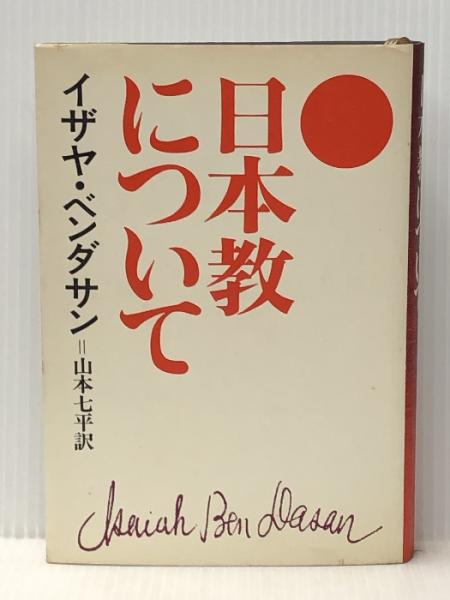 日本教
について
イザヤ・ベンダサン
=山本七平訳
Isaiah Ben Dasan